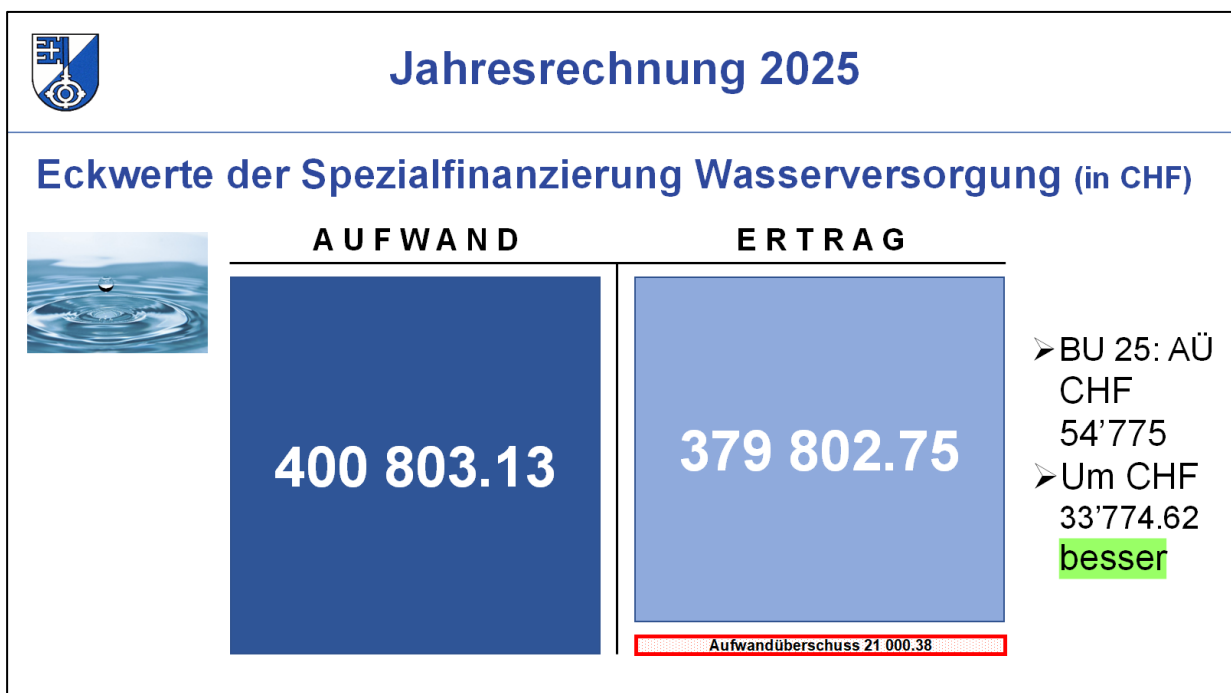 Jahresrechnung 2025
Eckwerte der Spezialfinanzierung Wasserversorgung (in CHF)
AUFWAND
ERTRAG
400 803.13
379 802.75
Aufwandüberschuss 21 000.38
➢BU 25: AÜ
CHF
54’775
➢Um CHF
33’774.62
besser